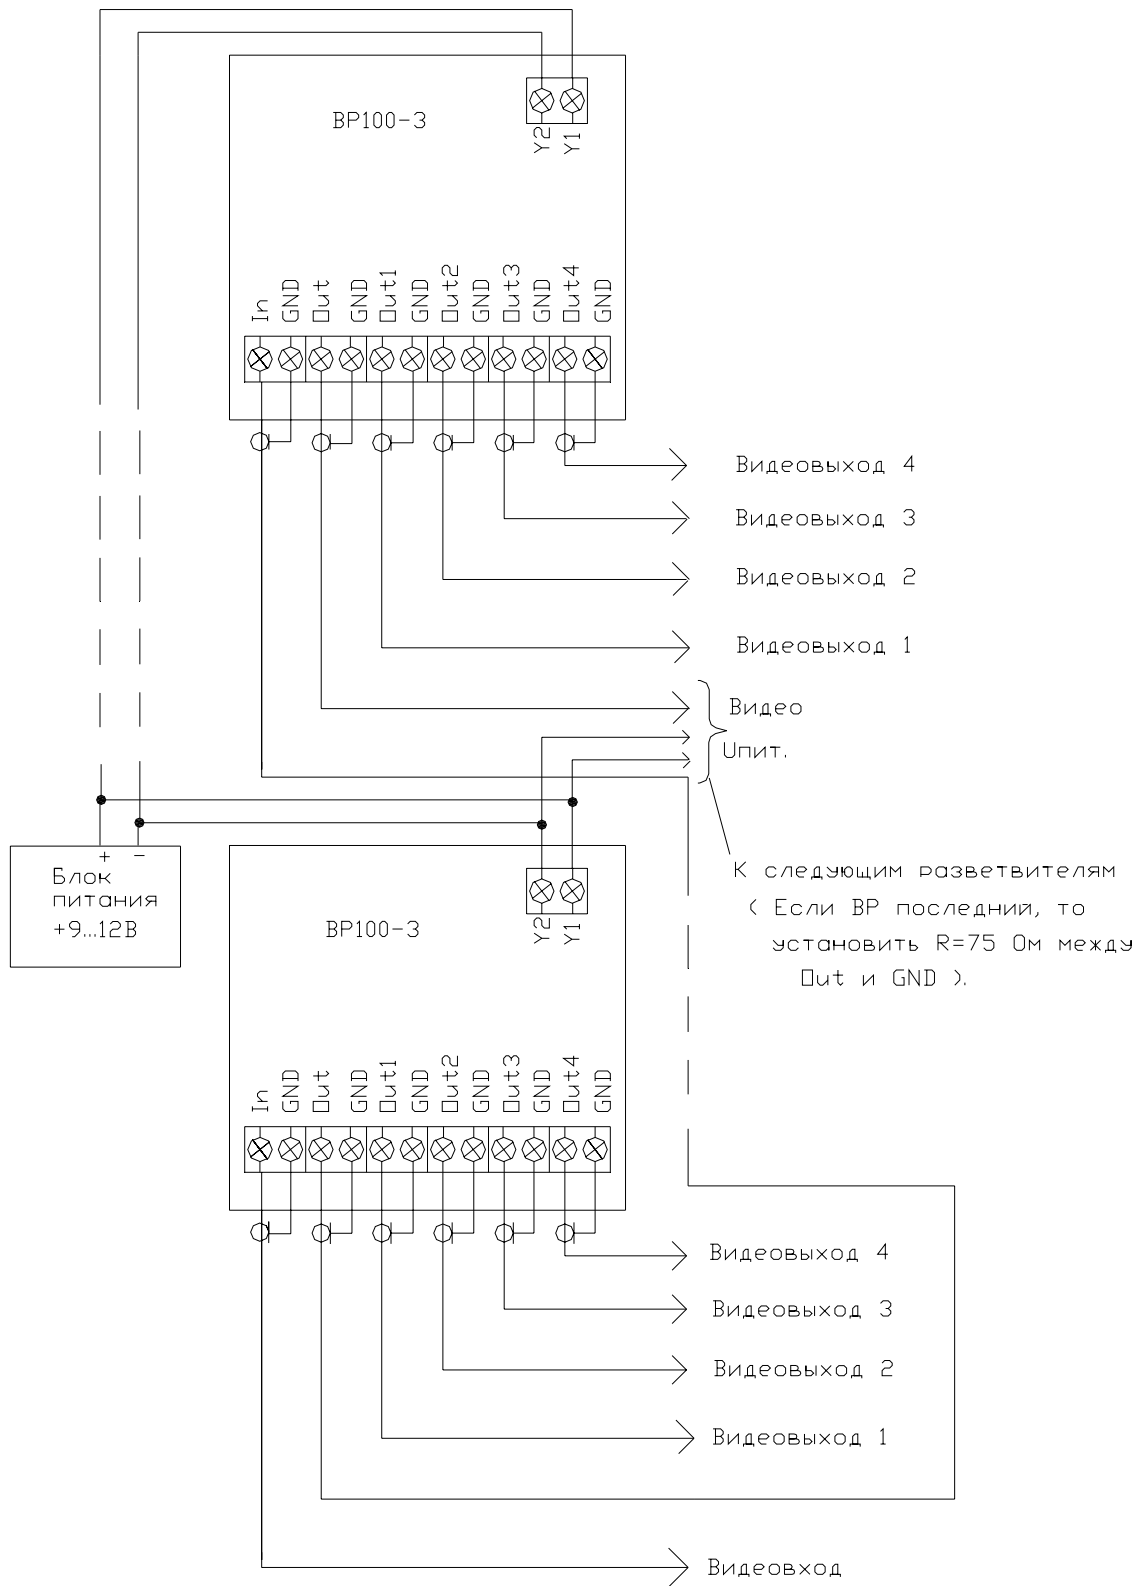 ВР100-3
Y2
Y1
In
GND
Out
GND
Out1
GND
Out2
GND
Out3
GND
Out4
GND
Видеовыход 4
Видеовыход 3
Видеовыход 2
Видеовыход 1
Видео
Uпит.
+ −
Блок
питания
+9...12В
К следующим разветвителям
( Если ВР последний, то
установить R=75 Ом между
Out и GND ).
ВР100-3
Y2
Y1
In
GND
Out
GND
Out1
GND
Out2
GND
Out3
GND
Out4
GND
Видеовыход 4
Видеовыход 3
Видеовыход 2
Видеовыход 1
Видеовход